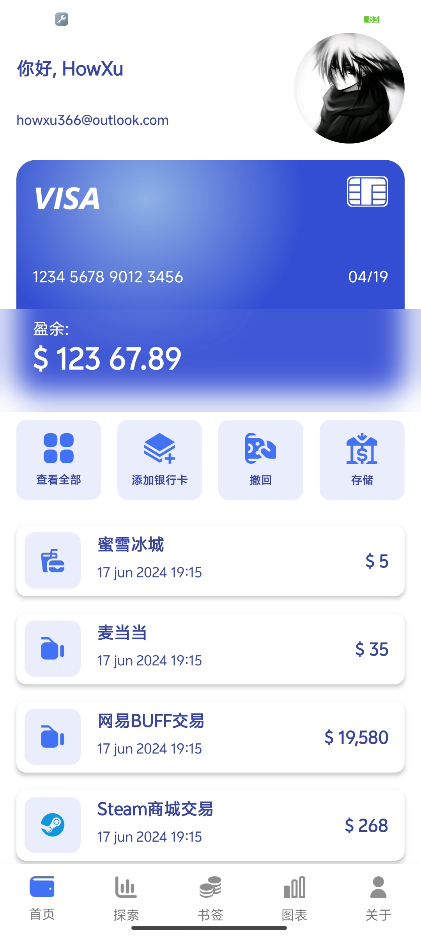 83
你好, HowXu
howxu366@outlook.com
VISA
1234 5678 9012 3456 04/19
盈余:
$ 123 67.89
查看全部 添加银行卡 撤回 存储
蜜雪冰城
17 jun 2024 19:15
$ 5
麦当当
17 jun 2024 19:15
$ 35
网易BUFF交易
17 jun 2024 19:15
$ 19,580
Steam商城交易
17 jun 2024 19:15
$ 268
首页 探索 书签 图表 关于